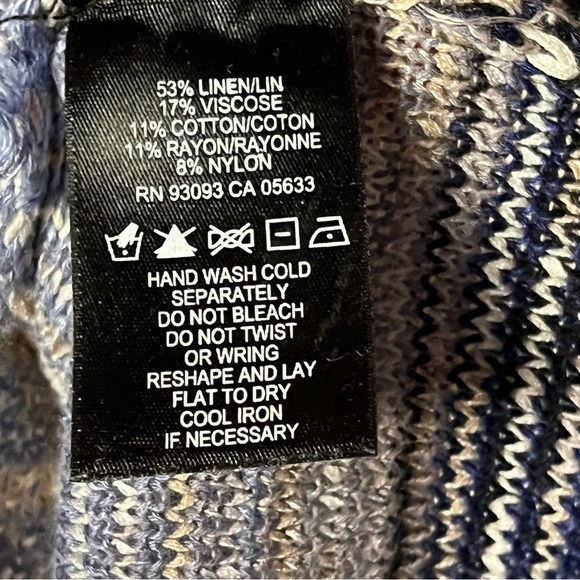 53% LINEN/LIN
17% VISCOSE
11% COTTON/COTON
11% RAYON/RAYONNE
8% NYLON
RN 93093 CA 05633
HAND WASH COLD
SEPARATELY
DO NOT BLEACH
DO NOT TWIST
OR WRING
RESHAPE AND LAY
FLAT TO DRY
COOL IRON
IF NECESSARY